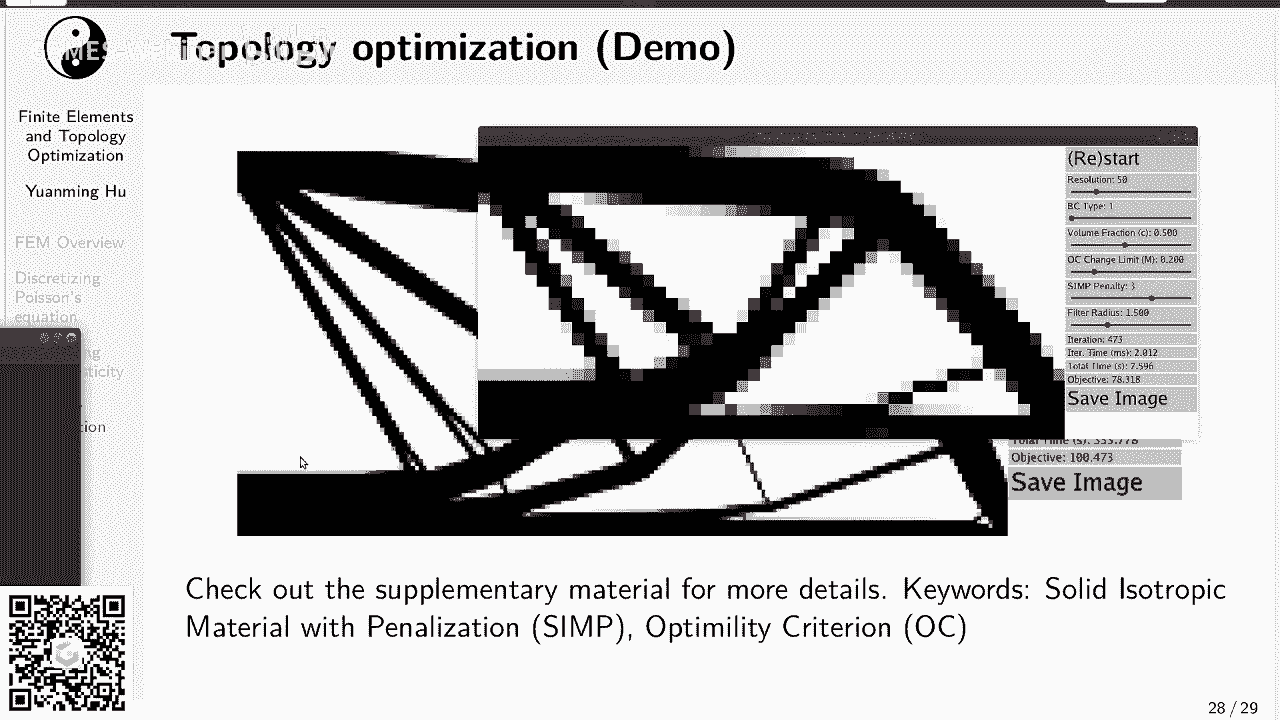 Topology optimization (Demo)
Finite Elements
and Topology
Optimization
Yuanming Hu
FEM Overview
Discretizing
Poisson's
equation
(Re)start
Resolution: 50
BC Type: 1
Volume Fraction (c): 0.500
OC Change Limit (M): 0.200
SIMP Penalty: 3
Filter Radius: 1.500
Iteration: 473
Iter. Time (ms): 2.012
Total Time (s): 7.596
Objective: 78.318
Save Image
Total Time (s): 333.778
Objective: 100.473
Save Image
Check out the supplementary material for more details. Keywords: Solid Isotropic
Material with Penalization (SIMP), Optimility Criterion (OC)
28 / 29